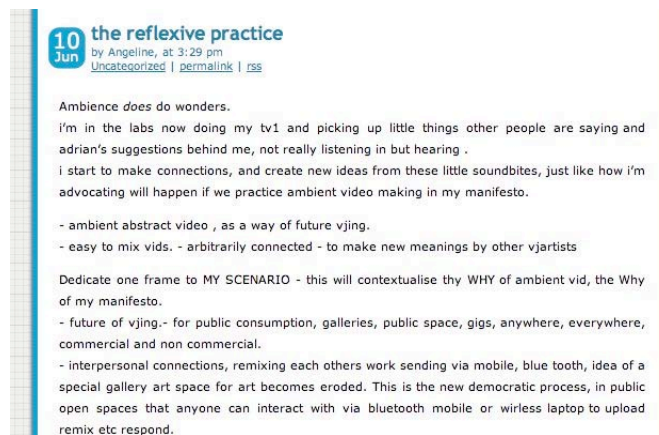 10
Jun
the reflexive practice
by Angeline, at 3:29 pm
Uncategorized | permalink | rss
Ambience does do wonders.
i'm in the labs now doing my tv1 and picking up little things other people are saying and
adrian's suggestions behind me, not really listening in but hearing .
i start to make connections, and create new ideas from these little soundbites, just like how i'm
advocating will happen if we practice ambient video making in my manifesto.
- ambient abstract video , as a way of future vjing.
- easy to mix vids. - arbitrarily connected - to make new meanings by other vjartists
Dedicate one frame to MY SCENARIO - this will contextualise thy WHY of ambient vid, the Why
of my manifesto.
- future of vjing.- for public consumption, galleries, public space, gigs, anywhere, everywhere,
commercial and non commercial.
- interpersonal connections, remixing each others work sending via mobile, blue tooth, idea of a
special gallery art space for art becomes eroded. This is the new democratic process, in public
open spaces that anyone can interact with via bluetooth mobile or wirless laptop to upload
remix etc respond.